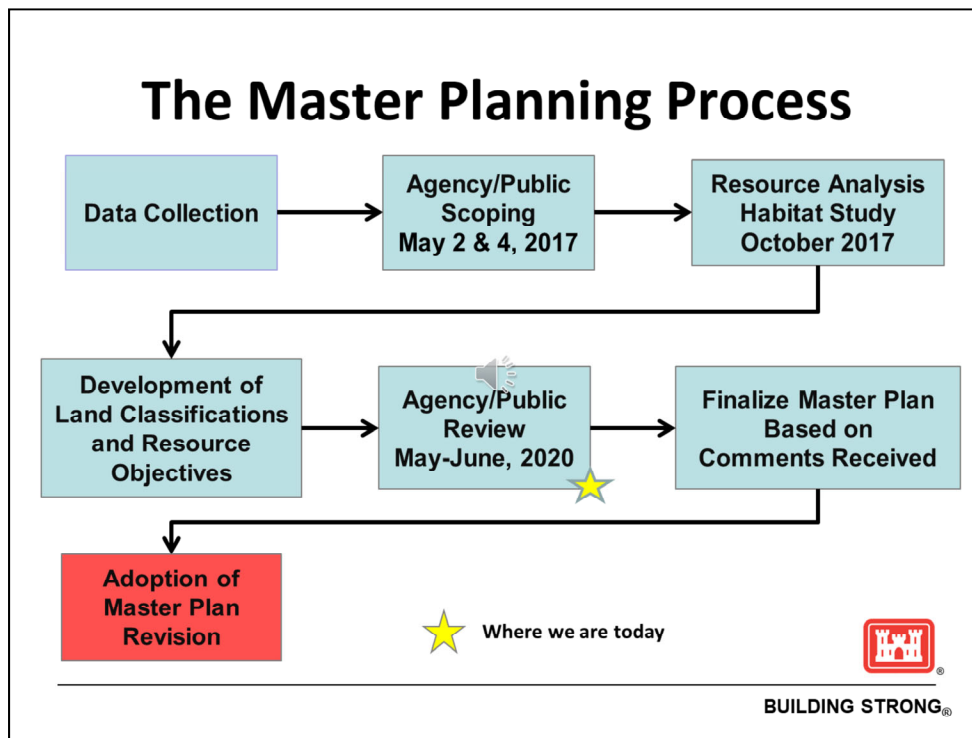 The Master Planning Process
Data Collection
Agency/Public
Scoping
May 2 & 4, 2017
Resource Analysis
Habitat Study
October 2017
Development of
Land Classifications
and Resource
Objectives
Agency/Public
Review
May-June, 2020
Finalize Master Plan
Based on
Comments Received
Adoption of
Master Plan
Revision
Where we are today
®
BUILDING STRONG®